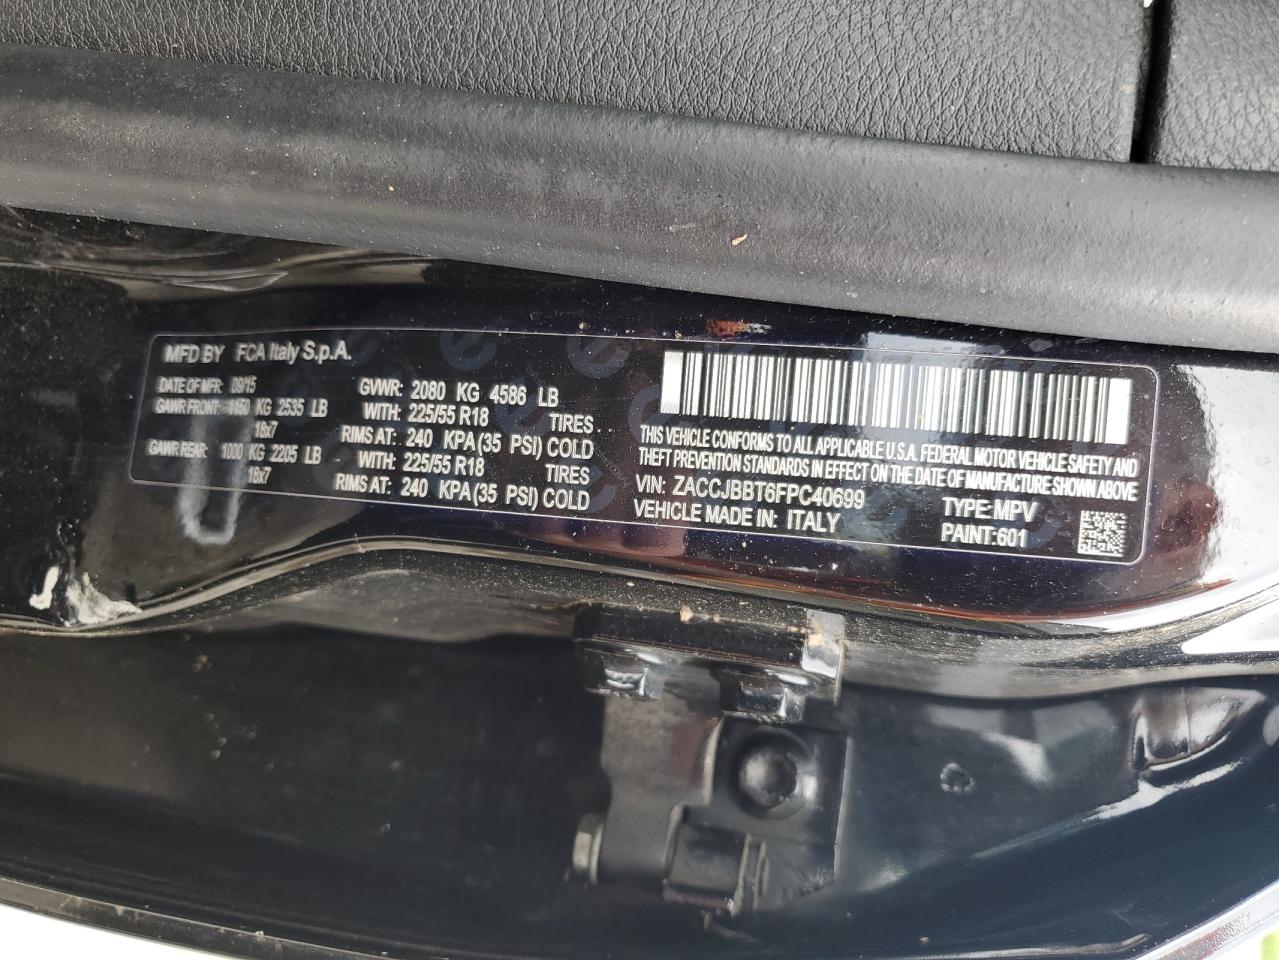 MFD BY FCA Italy S.p.A.
DATE OF MFR: 09/15 GVWR: 2080 KG 4586 LB
GAWR FRONT: 1150 KG 2535 LB WITH: 225/55 R18 TIRES
18x7 RIMS AT: 240 KPA (35 PSI) COLD
GAWR REAR: 1000 KG 2205 LB WITH: 225/55 R18 TIRES
18x7 RIMS AT: 240 KPA (35 PSI) COLD
THIS VEHICLE CONFORMS TO ALL APPLICABLE U.S.A. FEDERAL MOTOR VEHICLE SAFETY AND
THEFT PREVENTION STANDARDS IN EFFECT ON THE DATE OF MANUFACTURE SHOWN ABOVE
VIN: ZACCJBBT6FPC40699 TYPE: MPV
VEHICLE MADE IN: ITALY PAINT:601